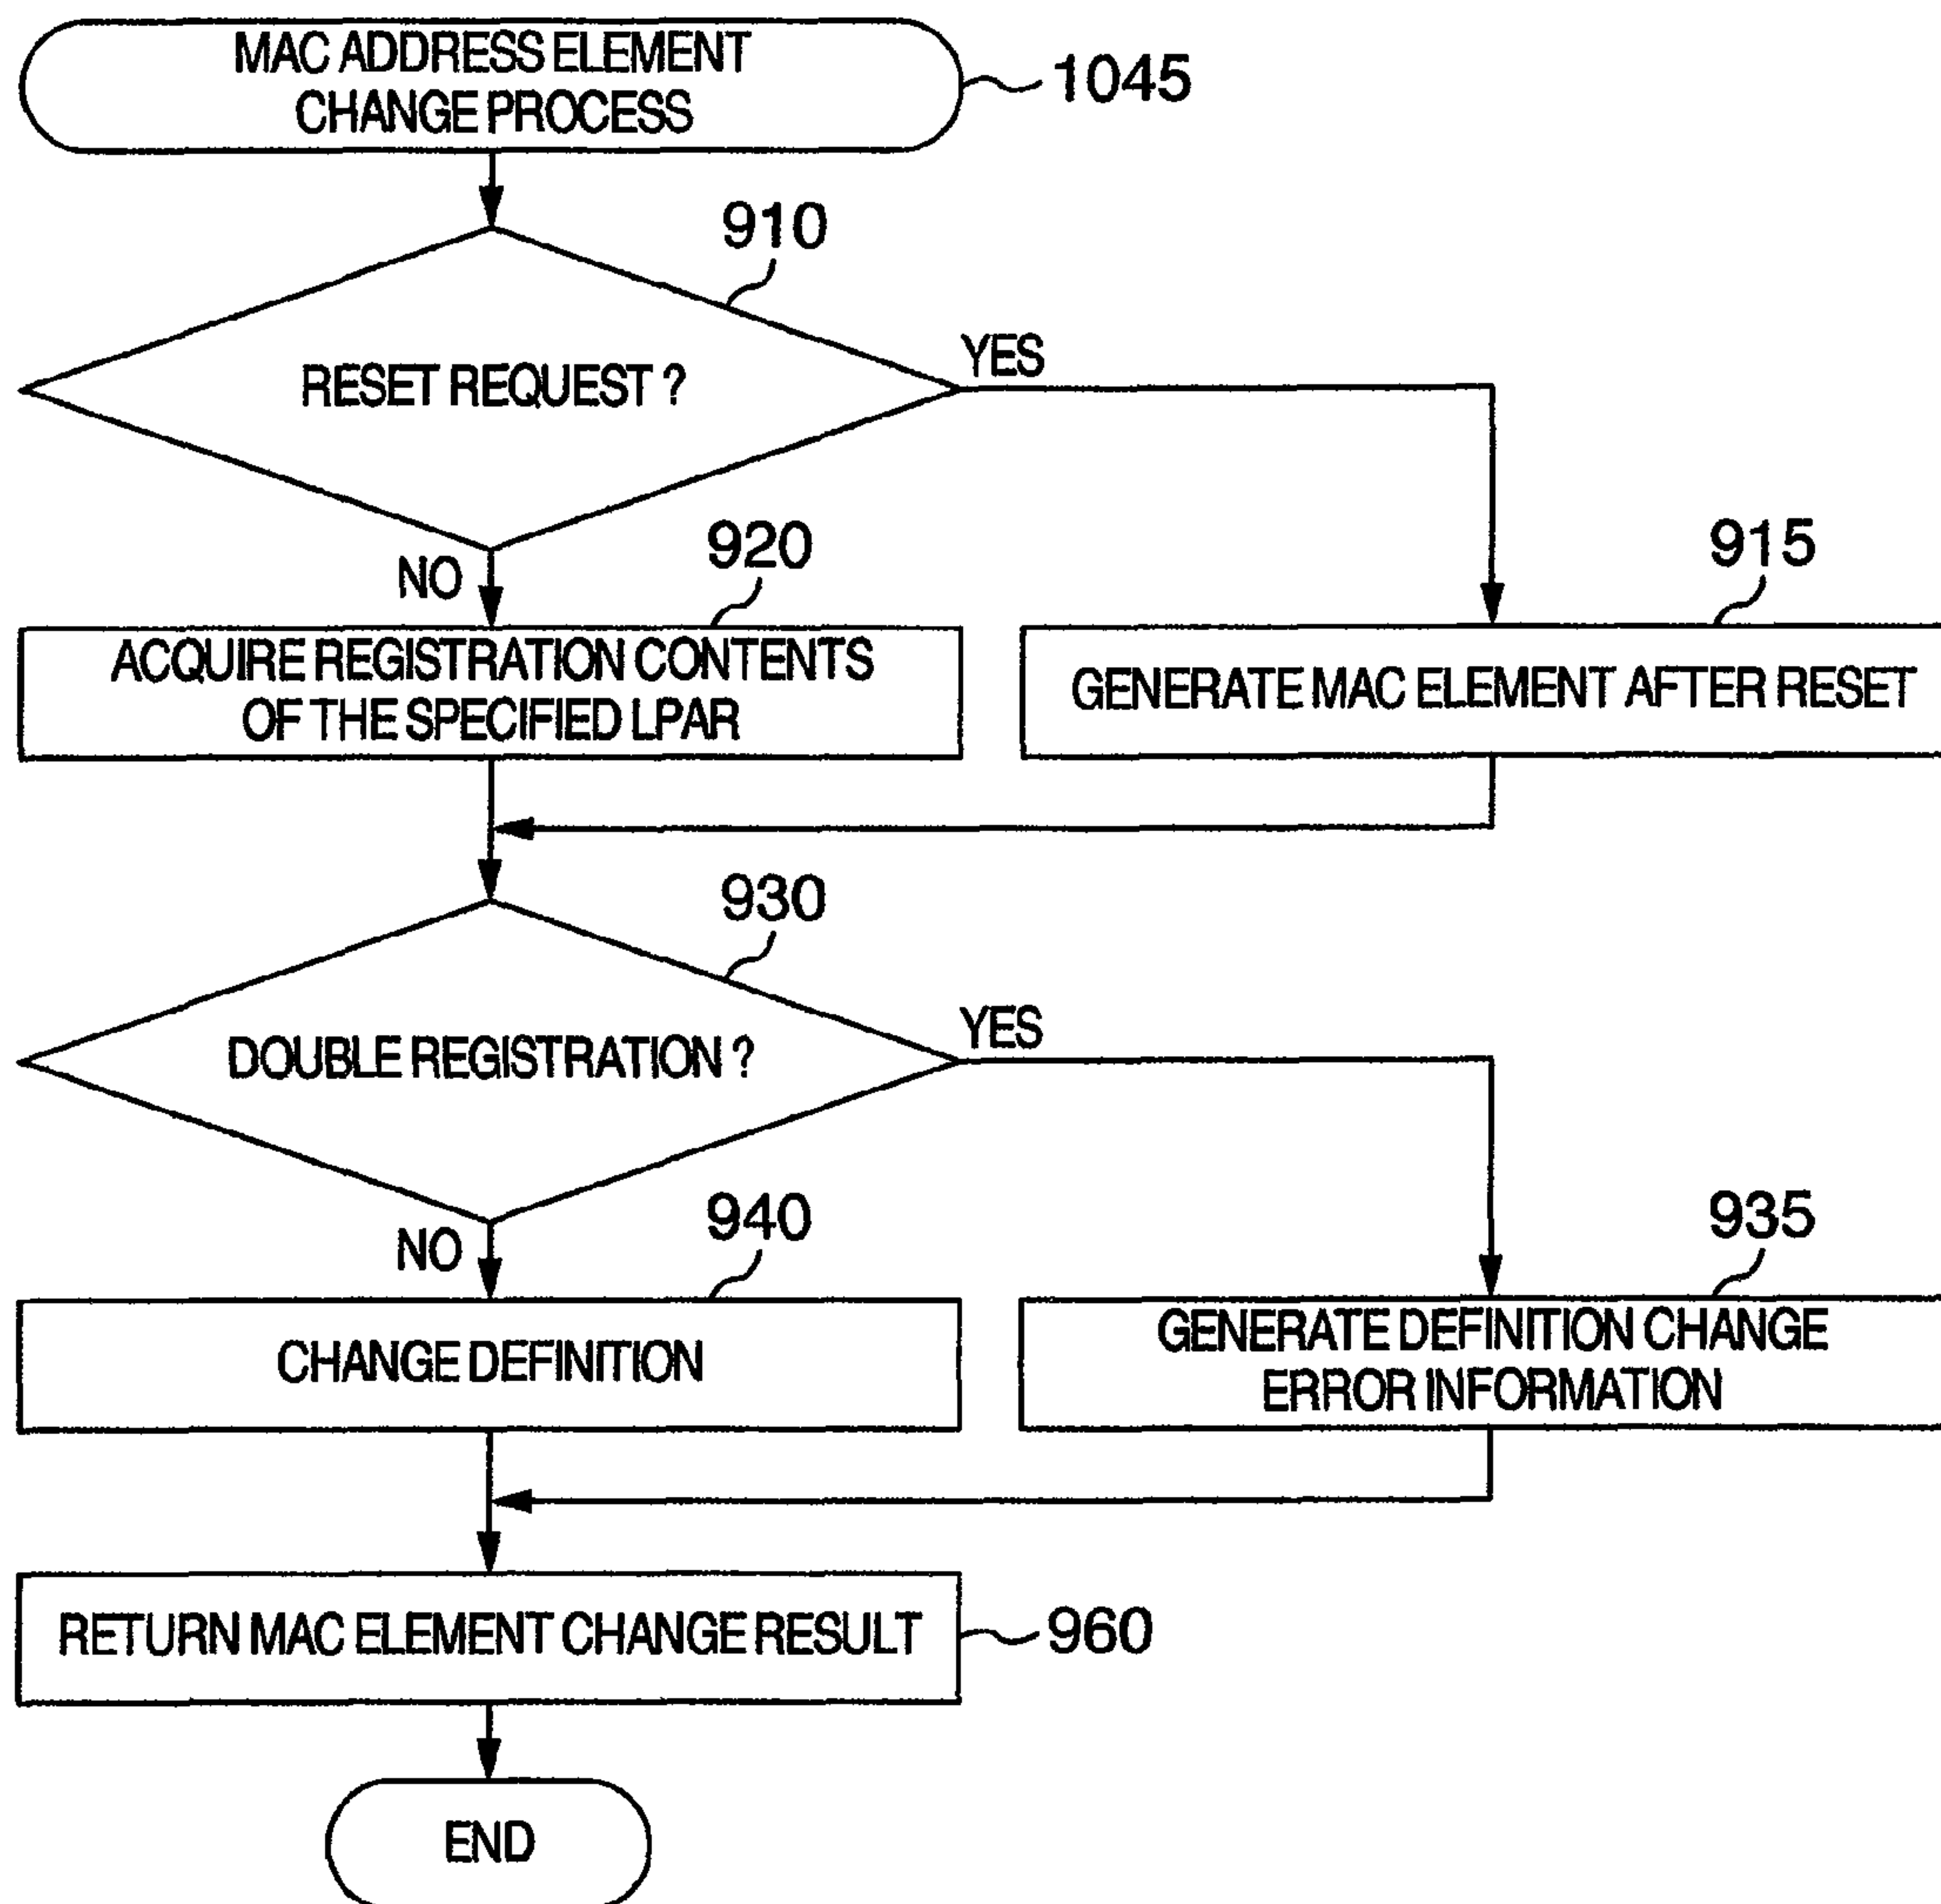 MAC ADDRESS ELEMENT
CHANGE PROCESS
1045
910
RESET REQUEST ?
YES
NO
920
915
ACQUIRE REGISTRATION CONTENTS
OF THE SPECIFIED LPAR
GENERATE MAC ELEMENT AFTER RESET
930
DOUBLE REGISTRATION ?
YES
NO
940
935
CHANGE DEFINITION
GENERATE DEFINITION CHANGE
ERROR INFORMATION
RETURN MAC ELEMENT CHANGE RESULT
960
END